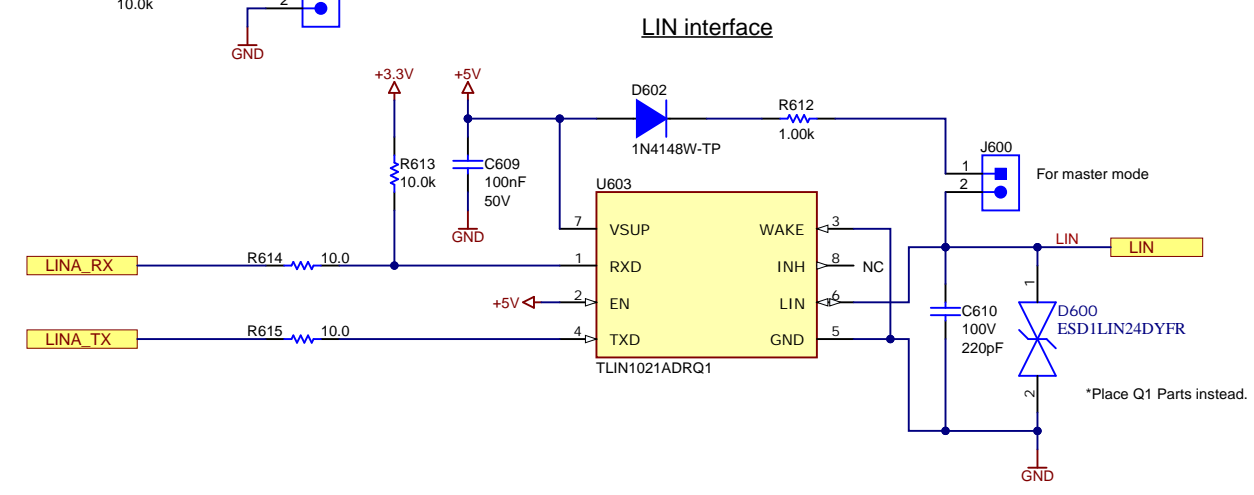 10.0k
2
GND
LIN interface
+3.3V
+5V
D602
1N4148W-TP
R612
1.00k
R613
10.0k
C609
100nF
50V
GND
J600
1
2
For master mode
U603
7 VSUP
WAKE 3
LINA_RX
R614 10.0
1 RXD
INH 8 NC
LIN
LIN
+5V 2 EN
LIN 6
LINA_TX
R615 10.0
4 TXD
GND 5
TLIN1021ADRQ1
C610
100V
220pF
1
D600
ESD1LIN24DYFR
2
*Place Q1 Parts instead.
GND